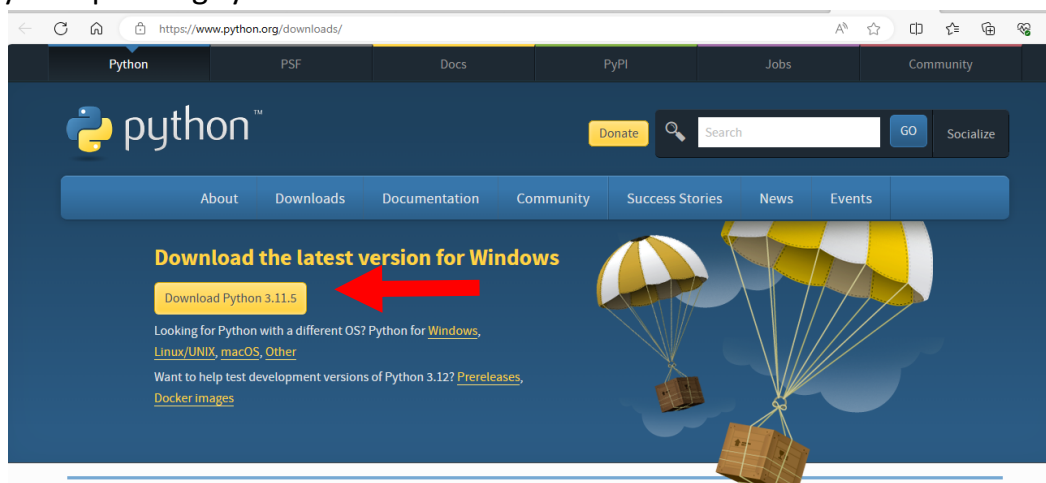 https://www.python.org/downloads/
Python PSF Docs PyPI Jobs Community
python™
Donate Search GO Socialize
About Downloads Documentation Community Success Stories News Events
Download the latest version for Windows
Download Python 3.11.5
Looking for Python with a different OS? Python for Windows,
Linux/UNIX, macOS, Other
Want to help test development versions of Python 3.12? Prereleases,
Docker images